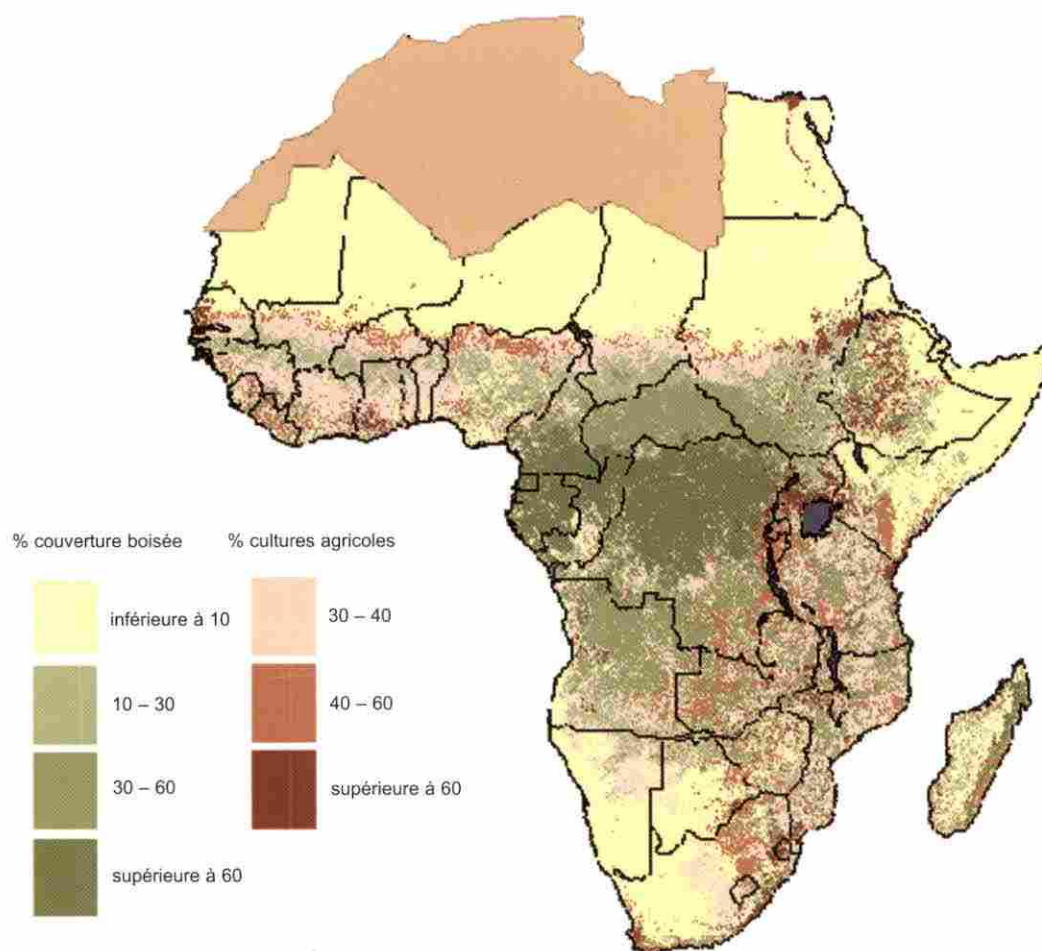 % couverture boisée
inférieure à 10
10 – 30
30 – 60
supérieure à 60
% cultures agricoles
30 – 40
40 – 60
supérieure à 60